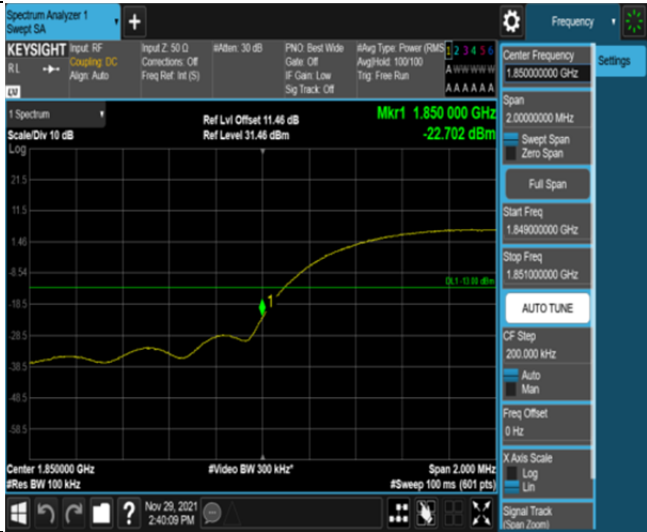 Spectrum Analyzer 1
Swept SA
+
Frequency
KEYSIGHT
RL
LV
Input: RF
Coupling: DC
Align: Auto
Input Z: 50 Ω
Corrections: Off
Freq Ref: Int (S)
#Atten: 30 dB
PNO: Best Wide
Gate: Off
IF Gain: Low
Sig Track: Off
#Avg Type: Power (RMS
Avg|Hold: 100/100
Trig: Free Run
1 2 3 4 5 6
A W W W W W
A A A A A A
1 Spectrum
Scale/Div 10 dB
Ref Lvl Offset 11.46 dB
Ref Level 31.46 dBm
Mkr1 1.850 000 GHz
-22.702 dBm
Log
21.5
11.5
1.46
-8.54
-18.5
-28.5
-38.5
-48.5
-58.5
DL1 -13.00 dBm
1
Center 1.850000 GHz
#Res BW 100 kHz
#Video BW 300 kHz*
Span 2.000 MHz
#Sweep 100 ms (601 pts)
Center Frequency
1.850000000 GHz
Settings
Span
2.00000000 MHz
Swept Span
Zero Span
Full Span
Start Freq
1.849000000 GHz
Stop Freq
1.851000000 GHz
AUTO TUNE
CF Step
200.000 kHz
Auto
Man
Freq Offset
0 Hz
X Axis Scale
Log
Lin
Signal Track
(Span Zoom)
?
Nov 29, 2021
2:40:09 PM